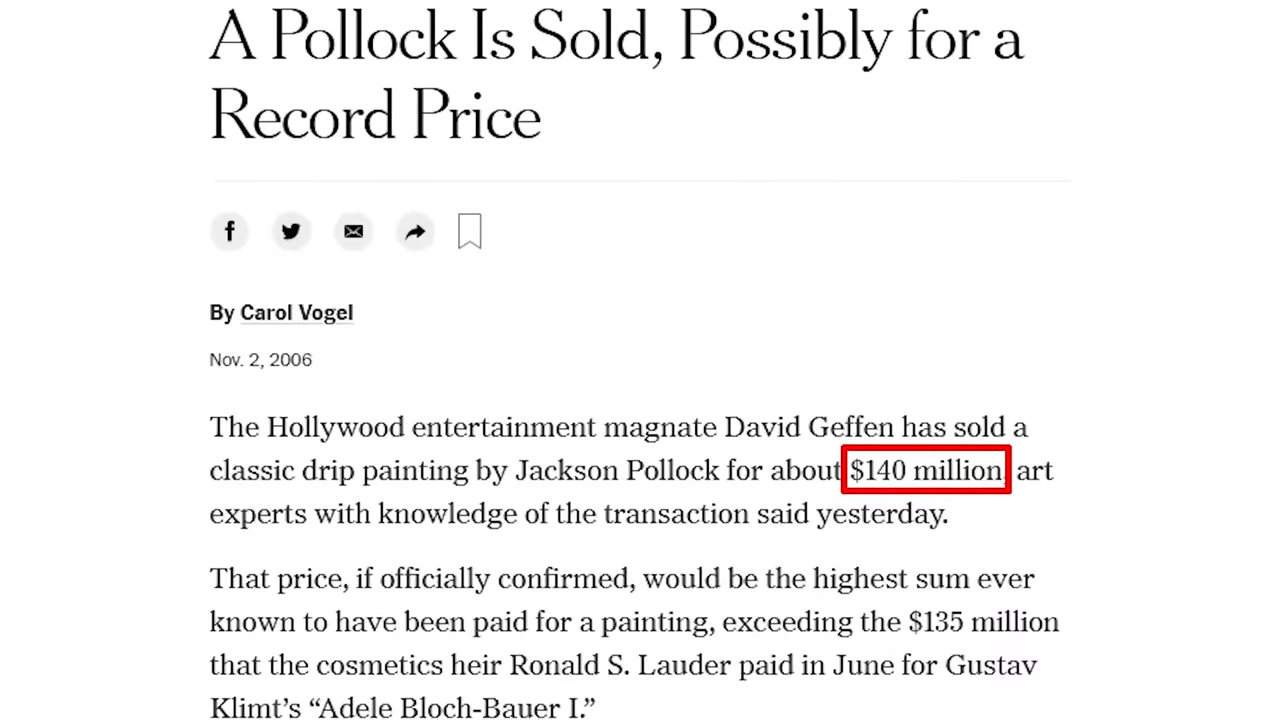 A Pollock Is Sold, Possibly for a
Record Price
By Carol Vogel
Nov. 2, 2006
The Hollywood entertainment magnate David Geffen has sold a
classic drip painting by Jackson Pollock for about $140 million, art
experts with knowledge of the transaction said yesterday.
That price, if officially confirmed, would be the highest sum ever
known to have been paid for a painting, exceeding the $135 million
that the cosmetics heir Ronald S. Lauder paid in June for Gustav
Klimt’s “Adele Bloch-Bauer I.”